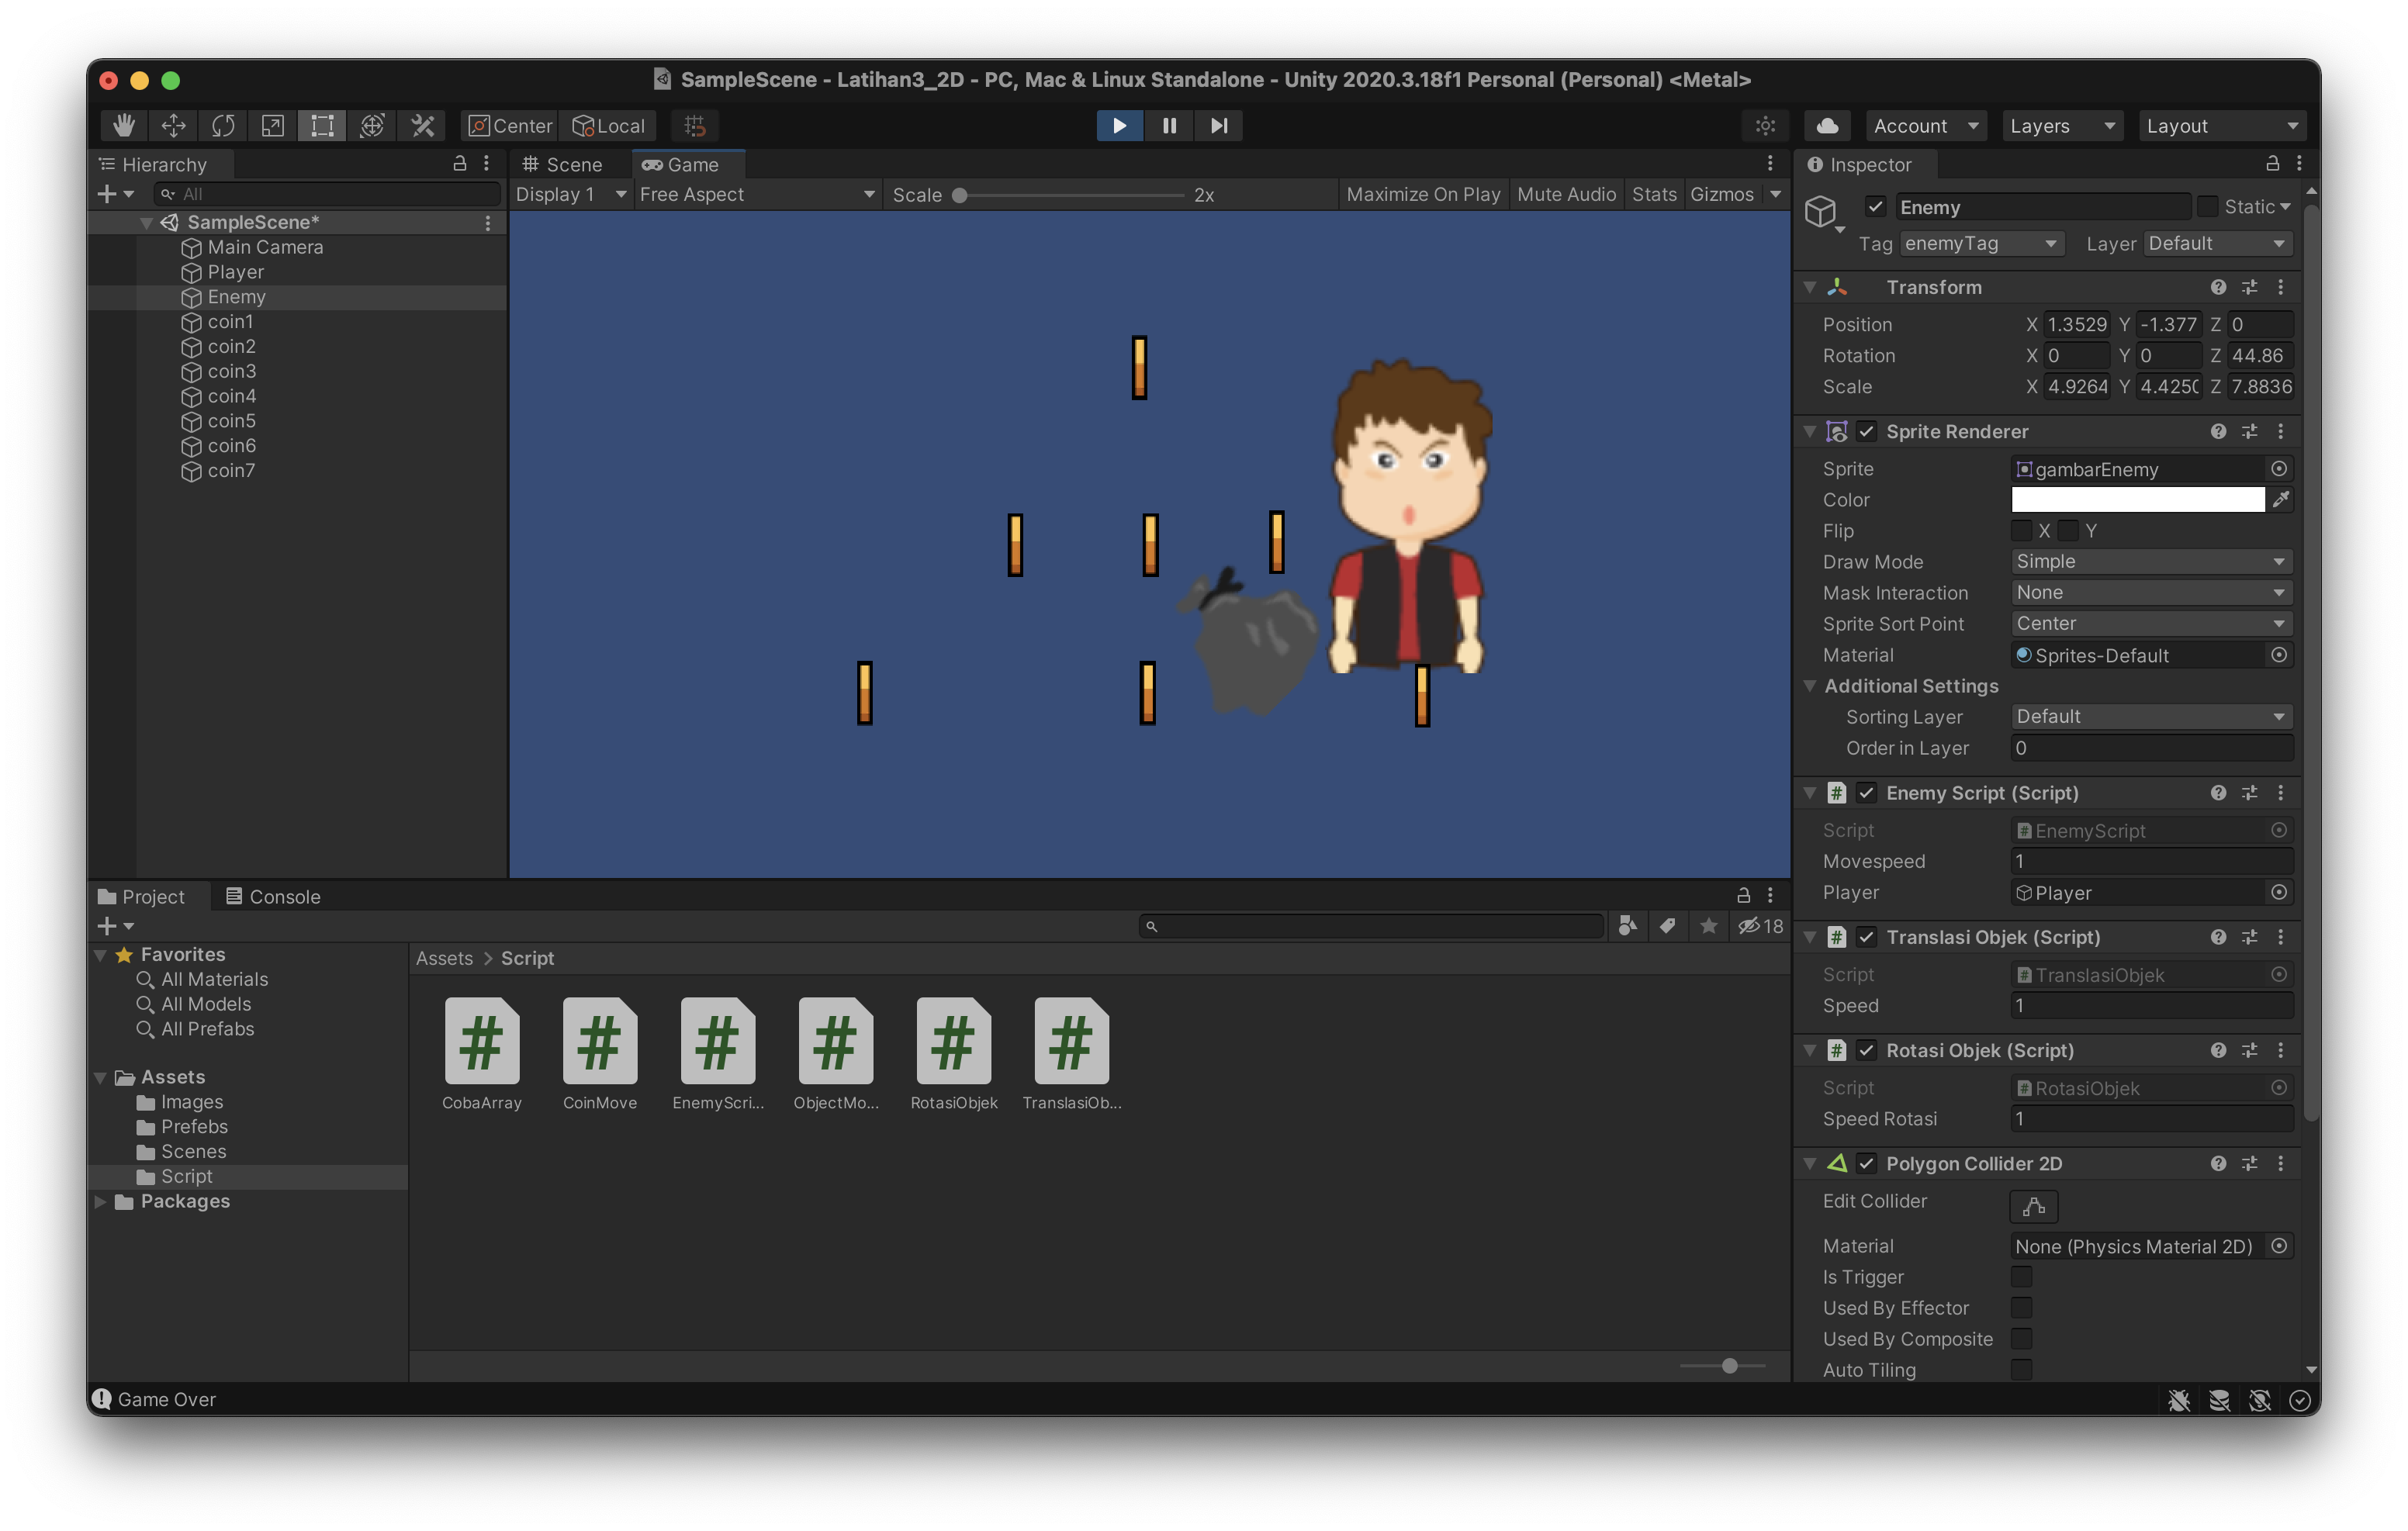 SampleScene - Latihan3_2D - PC, Mac & Linux Standalone - Unity 2020.3.18f1 Personal (Personal) <Metal>
Center Local Account Layers Layout
Hierarchy
All
SampleScene*
Main Camera
Player
Enemy
coin1
coin2
coin3
coin4
coin5
coin6
coin7
Scene Game
Display 1 Free Aspect Scale 2x Maximize On Play Mute Audio Stats Gizmos
Project Console
18
Favorites
All Materials
All Models
All Prefabs
Assets
Images
Prefebs
Scenes
Script
Packages
Assets > Script
CobaArray CoinMove EnemyScri... ObjectMo... RotasiObjek TranslasiOb...
Inspector
Enemy Static
Tag enemyTag Layer Default
Transform
Position X 1.3529 Y -1.377 Z 0
Rotation X 0 Y 0 Z 44.86
Scale X 4.9264 Y 4.425( Z 7.8836
Sprite Renderer
Sprite gambarEnemy
Color
Flip X Y
Draw Mode Simple
Mask Interaction None
Sprite Sort Point Center
Material Sprites-Default
Additional Settings
Sorting Layer Default
Order in Layer 0
# Enemy Script (Script)
Script # EnemyScript
Movespeed 1
Player Player
# Translasi Objek (Script)
Script # TranslasiObjek
Speed 1
# Rotasi Objek (Script)
Script # RotasiObjek
Speed Rotasi 1
Polygon Collider 2D
Edit Collider
Material None (Physics Material 2D)
Is Trigger
Used By Effector
Used By Composite
Auto Tiling
Game Over